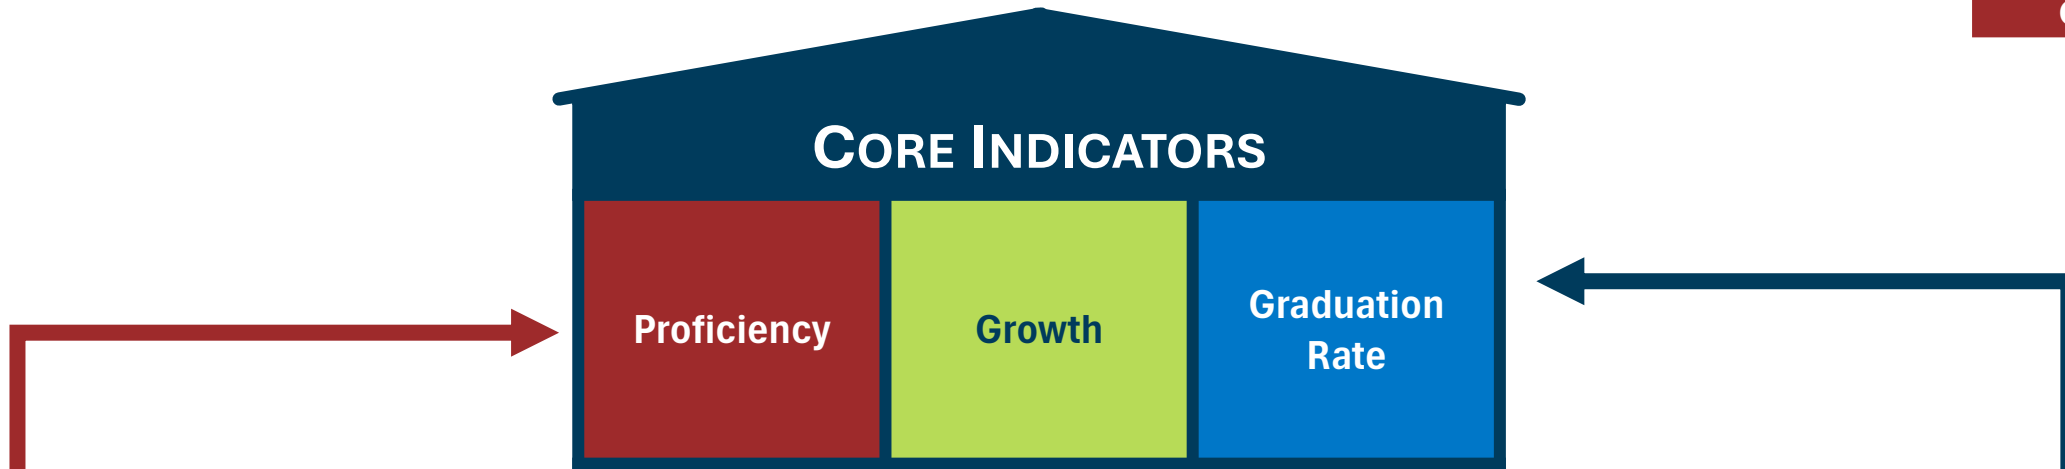 CORE INDICATORS
Proficiency
Growth
Graduation
Rate